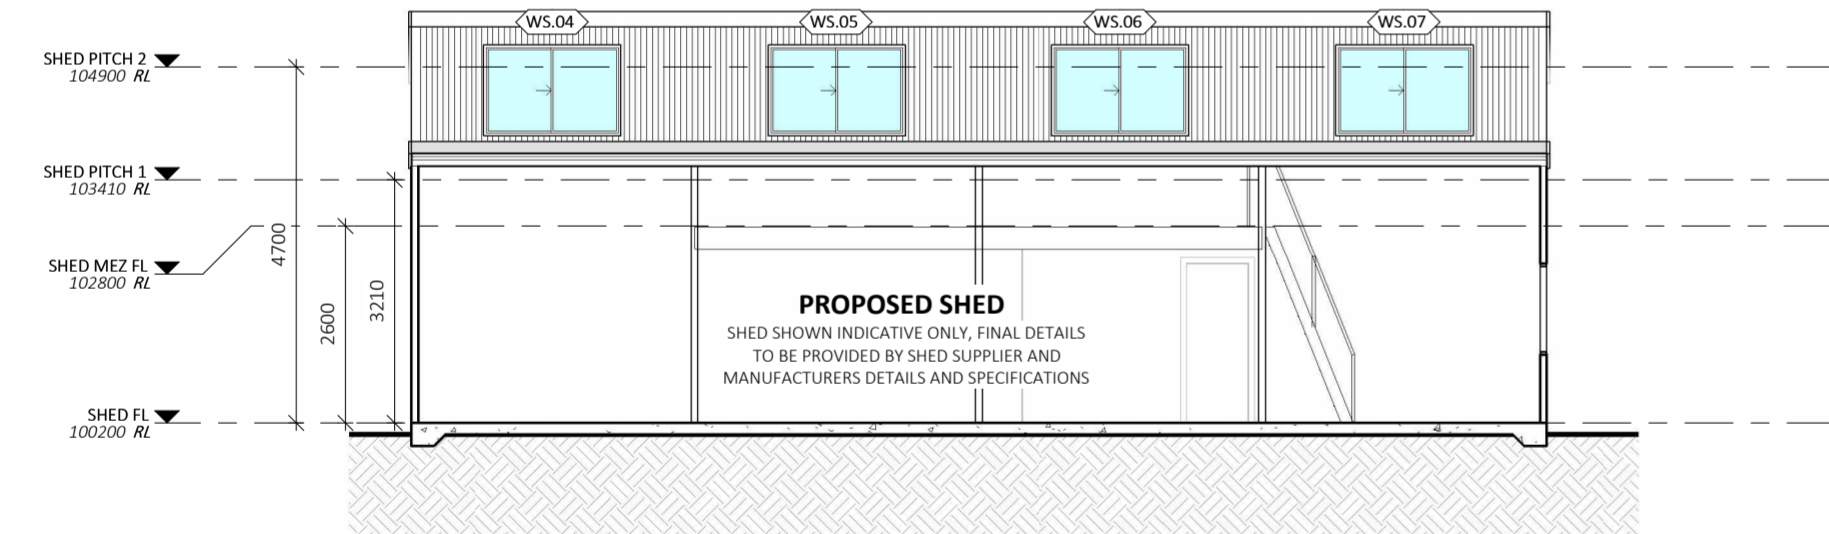 WS.04
WS.05
WS.06
WS.07
SHED PITCH 2
104900 RL
SHED PITCH 1
103410 RL
SHED MEZ FL
102800 RL
SHED FL
100200 RL
4700
2600
3210
PROPOSED SHED
SHED SHOWN INDICATIVE ONLY, FINAL DETAILS
TO BE PROVIDED BY SHED SUPPLIER AND
MANUFACTURERS DETAILS AND SPECIFICATIONS